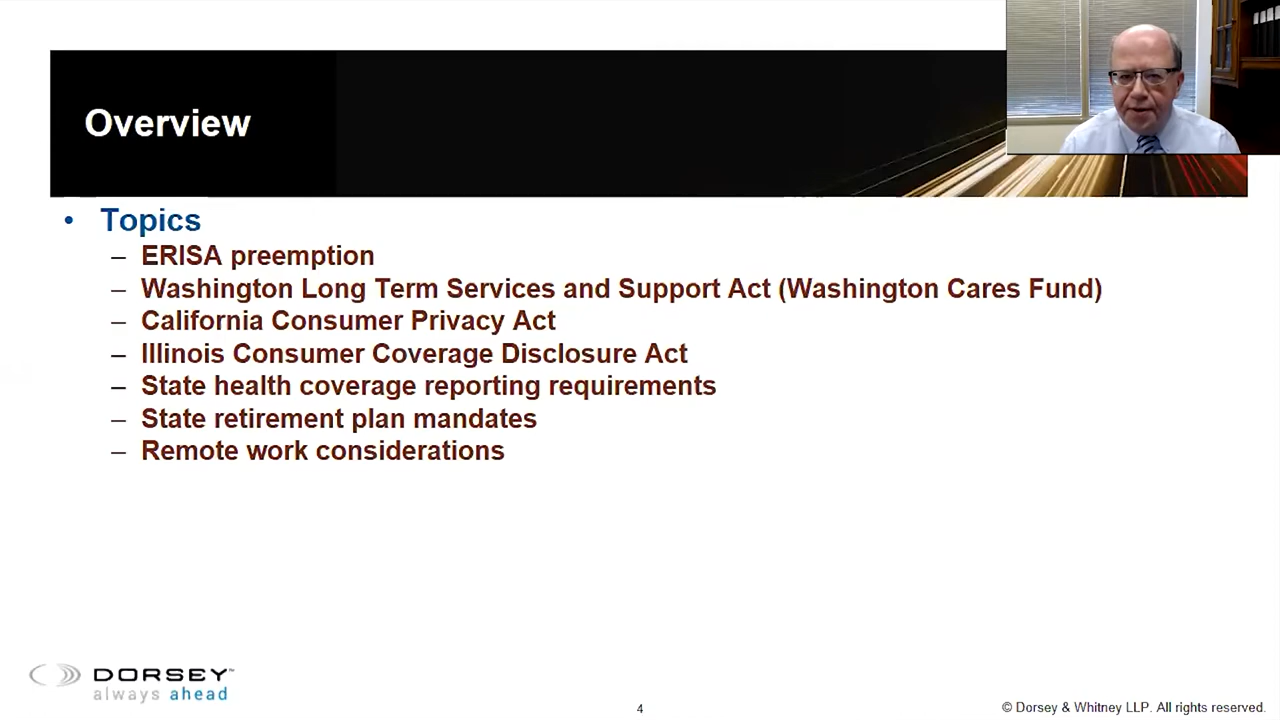 Overview
• Topics
– ERISA preemption
– Washington Long Term Services and Support Act (Washington Cares Fund)
– California Consumer Privacy Act
– Illinois Consumer Coverage Disclosure Act
– State health coverage reporting requirements
– State retirement plan mandates
– Remote work considerations
DORSEY™
always ahead
4
© Dorsey & Whitney LLP. All rights reserved.